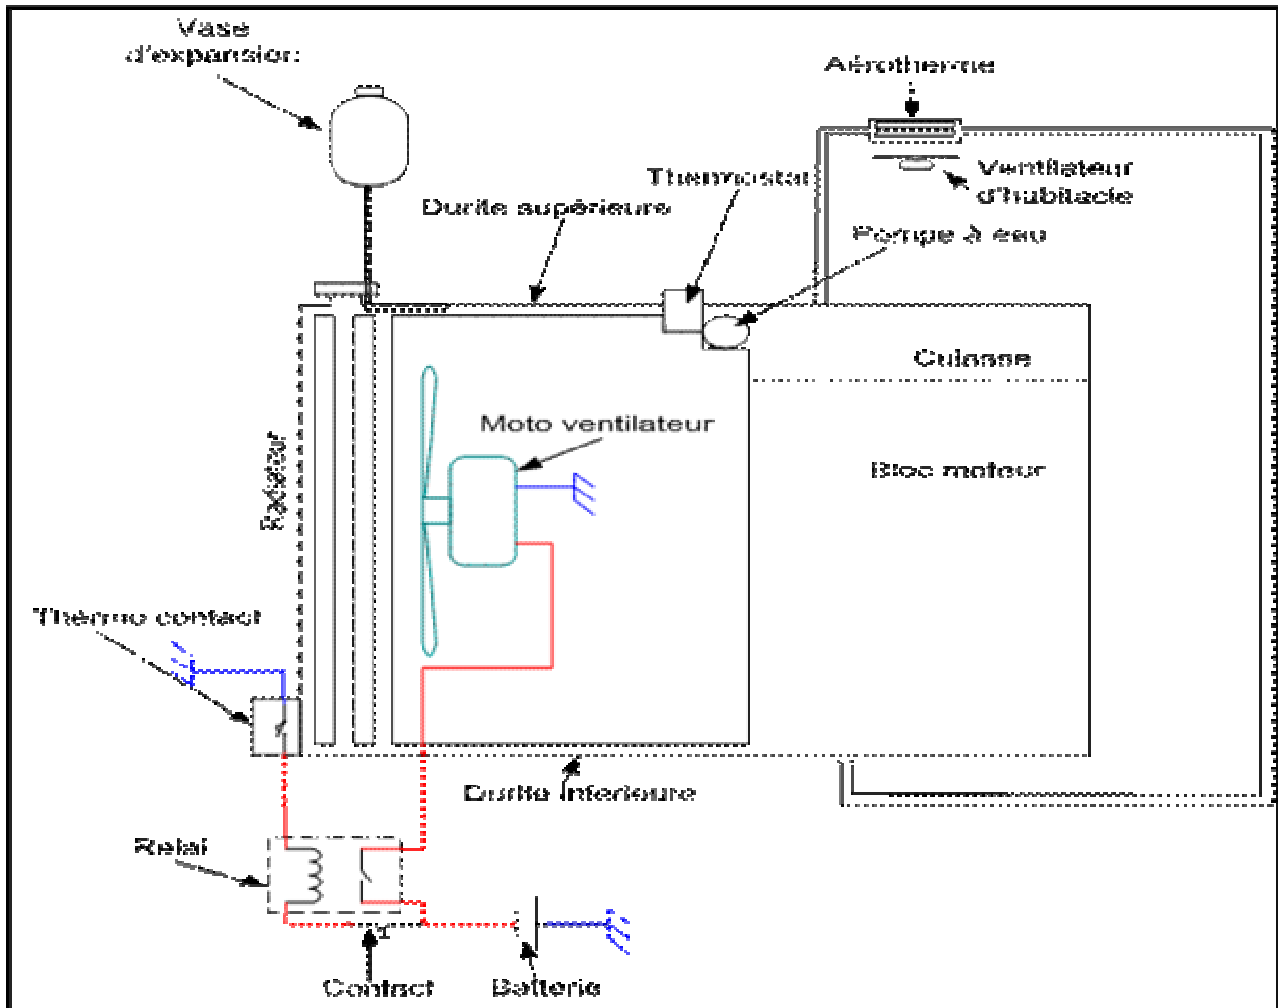 Vase
d'expansion
Aérotherme
Thermostat
Ventilateur
d'habitacle
Durite supérieure
Pompe à eau
Culasse
Moto ventilateur
Bloc moteur
Radiateur
Thermo contact
Durite inférieure
Relai
Contact
Batterie